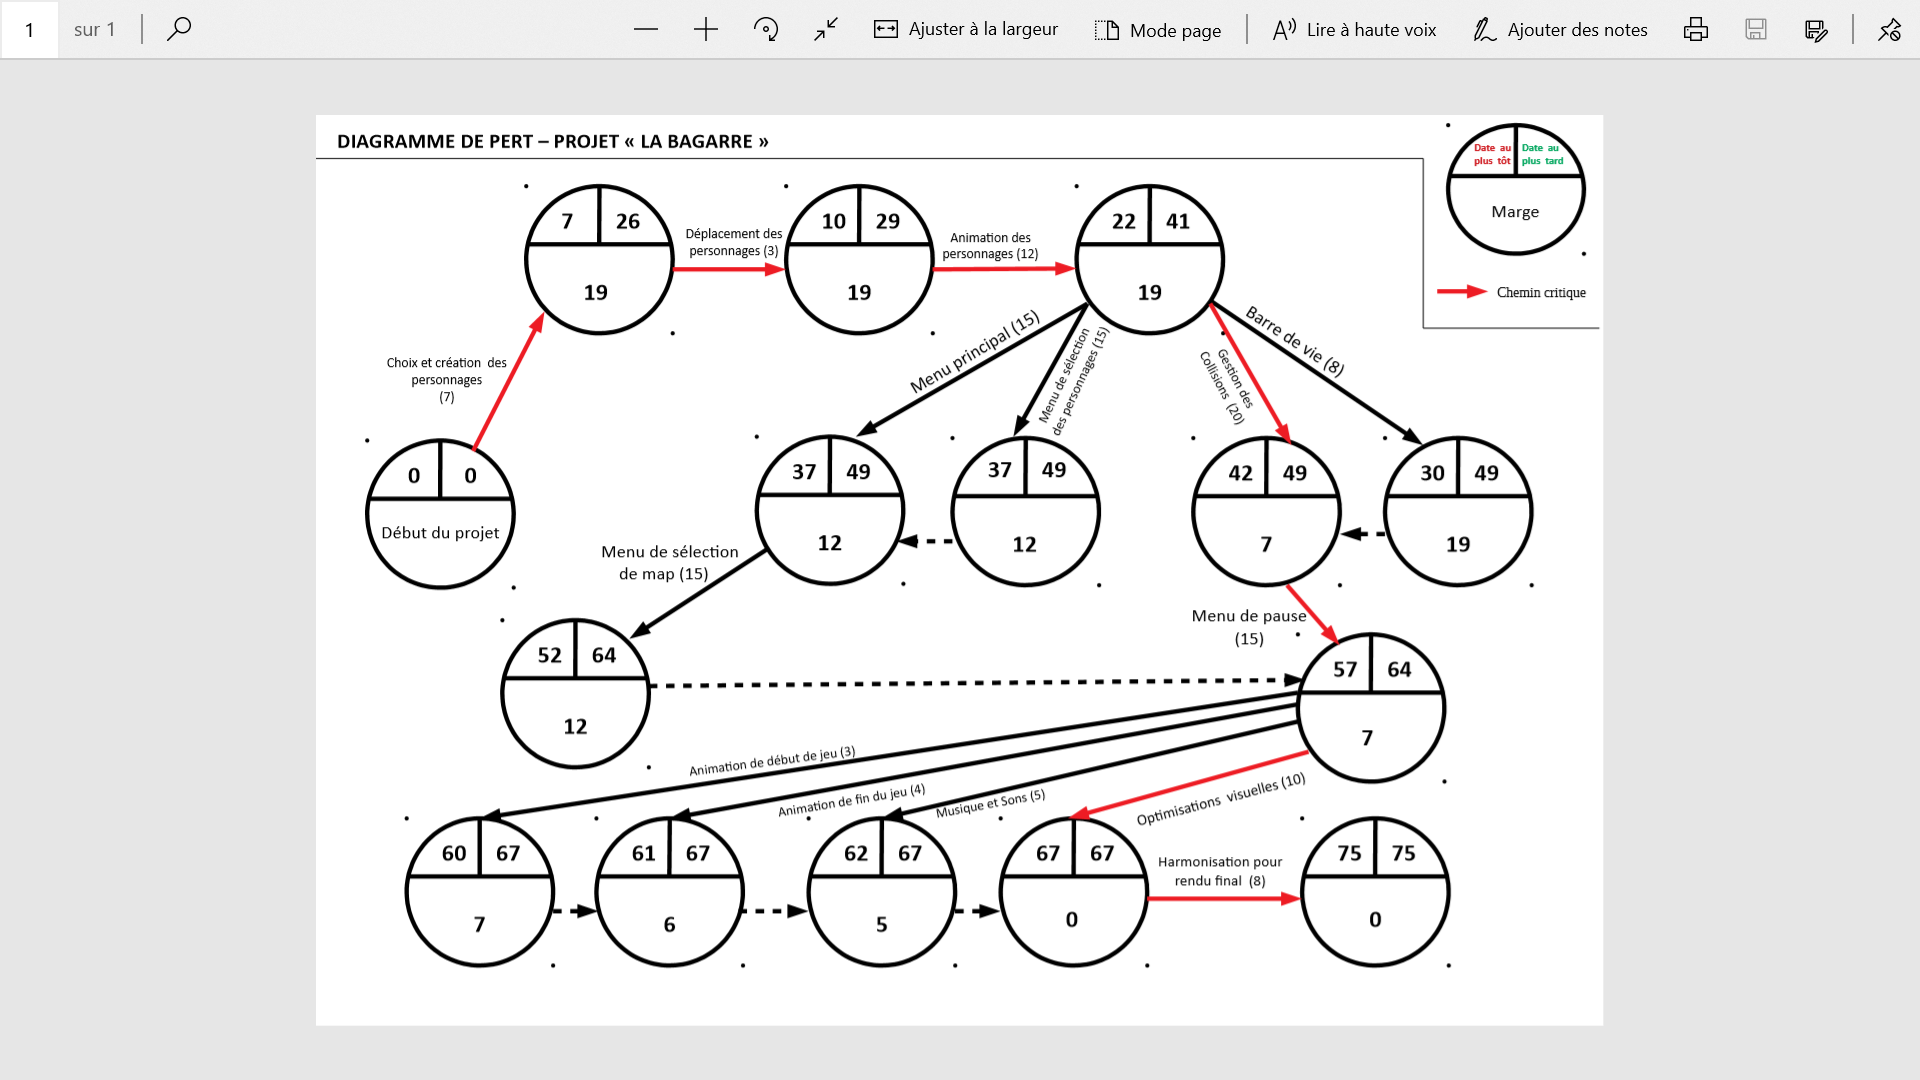 1 sur 1 Ajuster à la largeur Mode page Lire à haute voix Ajouter des notes
DIAGRAMME DE PERT – PROJET « LA BAGARRE »
Date au
plus tôt
Date au
plus tard
Marge
Chemin critique
7 26
19
Déplacement des
personnages (3)
10 29
19
Animation des
personnages (12)
22 41
19
Choix et création des
personnages
(7)
Menu principal (15)
Menu de sélection
des personnages (15)
Gestion des
Collisions (20)
Barre de vie (8)
0 0
Début du projet
37 49
12
37 49
12
42 49
7
30 49
19
Menu de sélection
de map (15)
Menu de pause
(15)
52 64
12
57 64
7
Animation de début de jeu (3)
Animation de fin du jeu (4)
Musique et Sons (5)
Optimisations visuelles (10)
60 67
7
61 67
6
62 67
5
67 67
0
Harmonisation pour
rendu final (8)
75 75
0